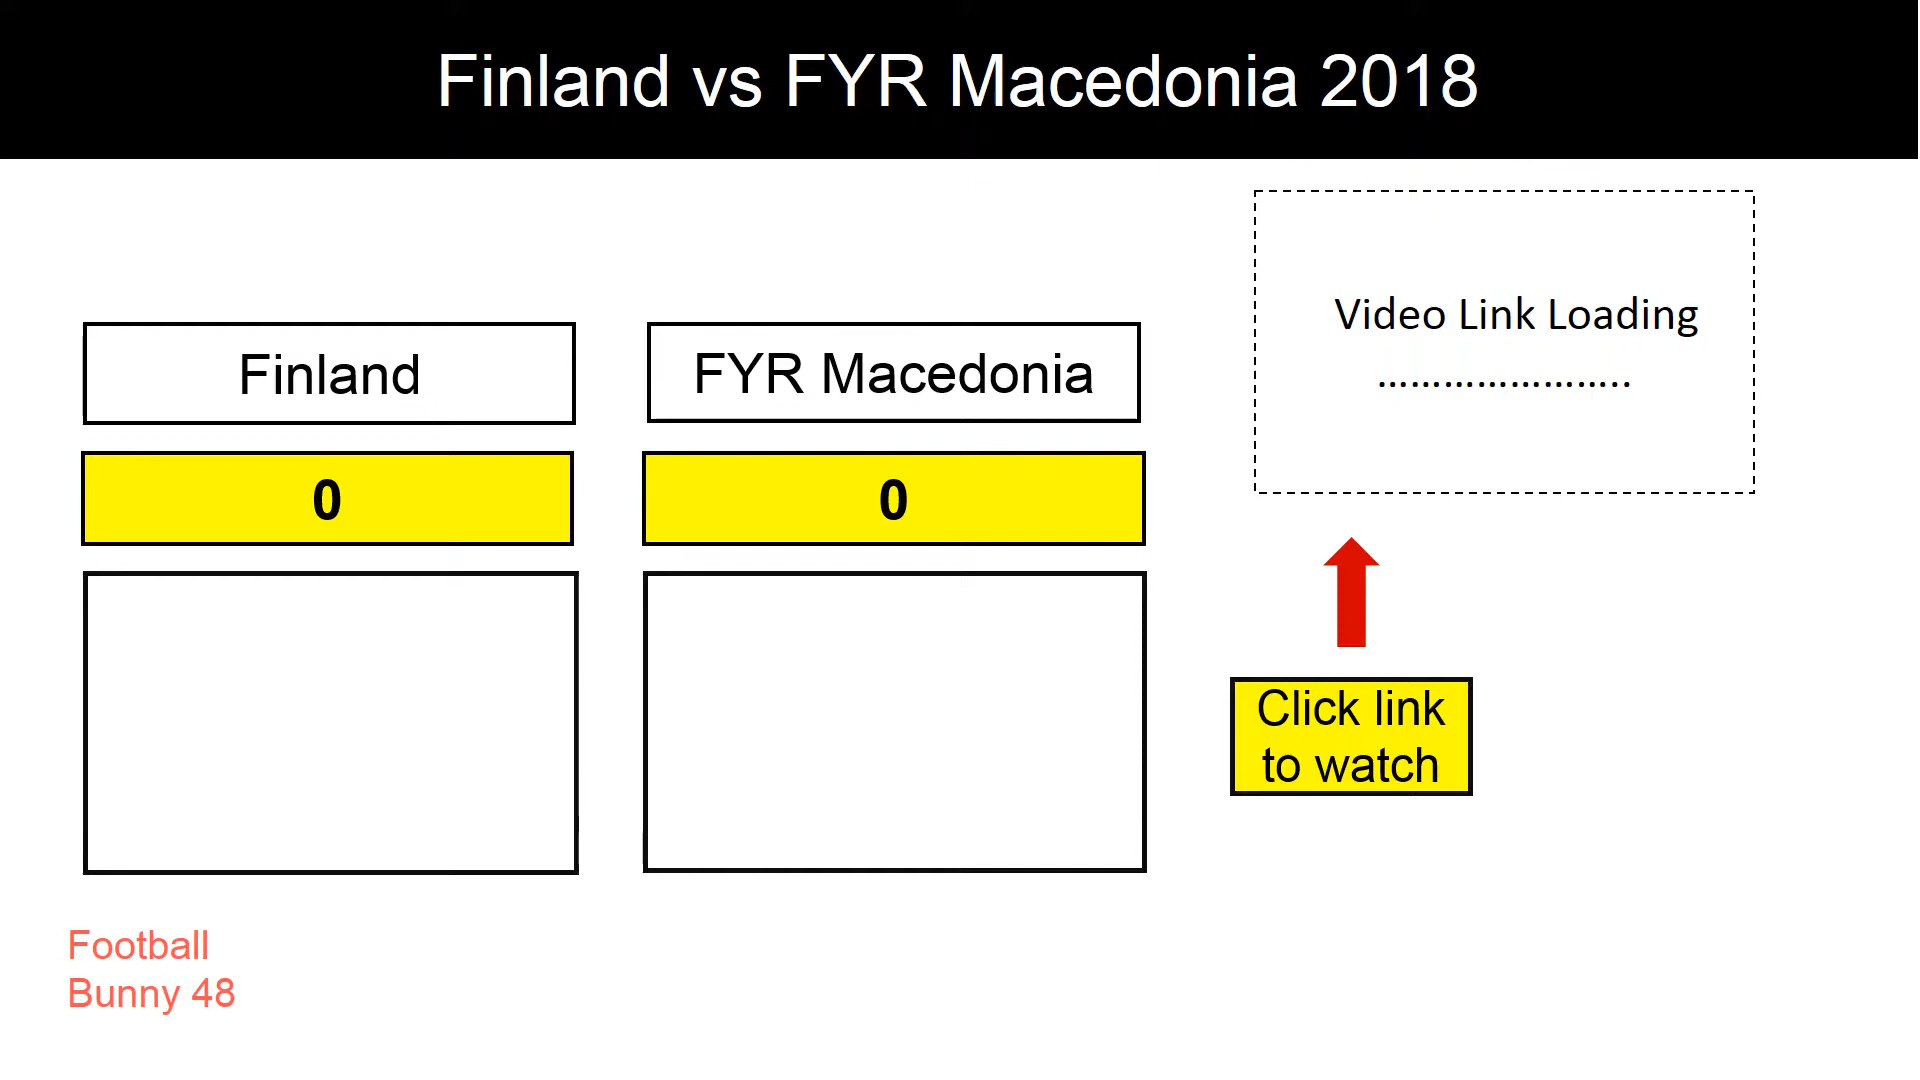 Finland vs FYR Macedonia 2018
Finland
FYR Macedonia
0
0
Video Link Loading
.......................
Click link
to watch
Football
Bunny 48